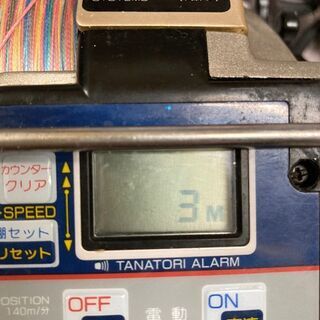 カウンター
クリア
-SPEED
棚セット
リセット
3M
TANATORI ALARM
POSITION
140m/分
OFF
電動
ON